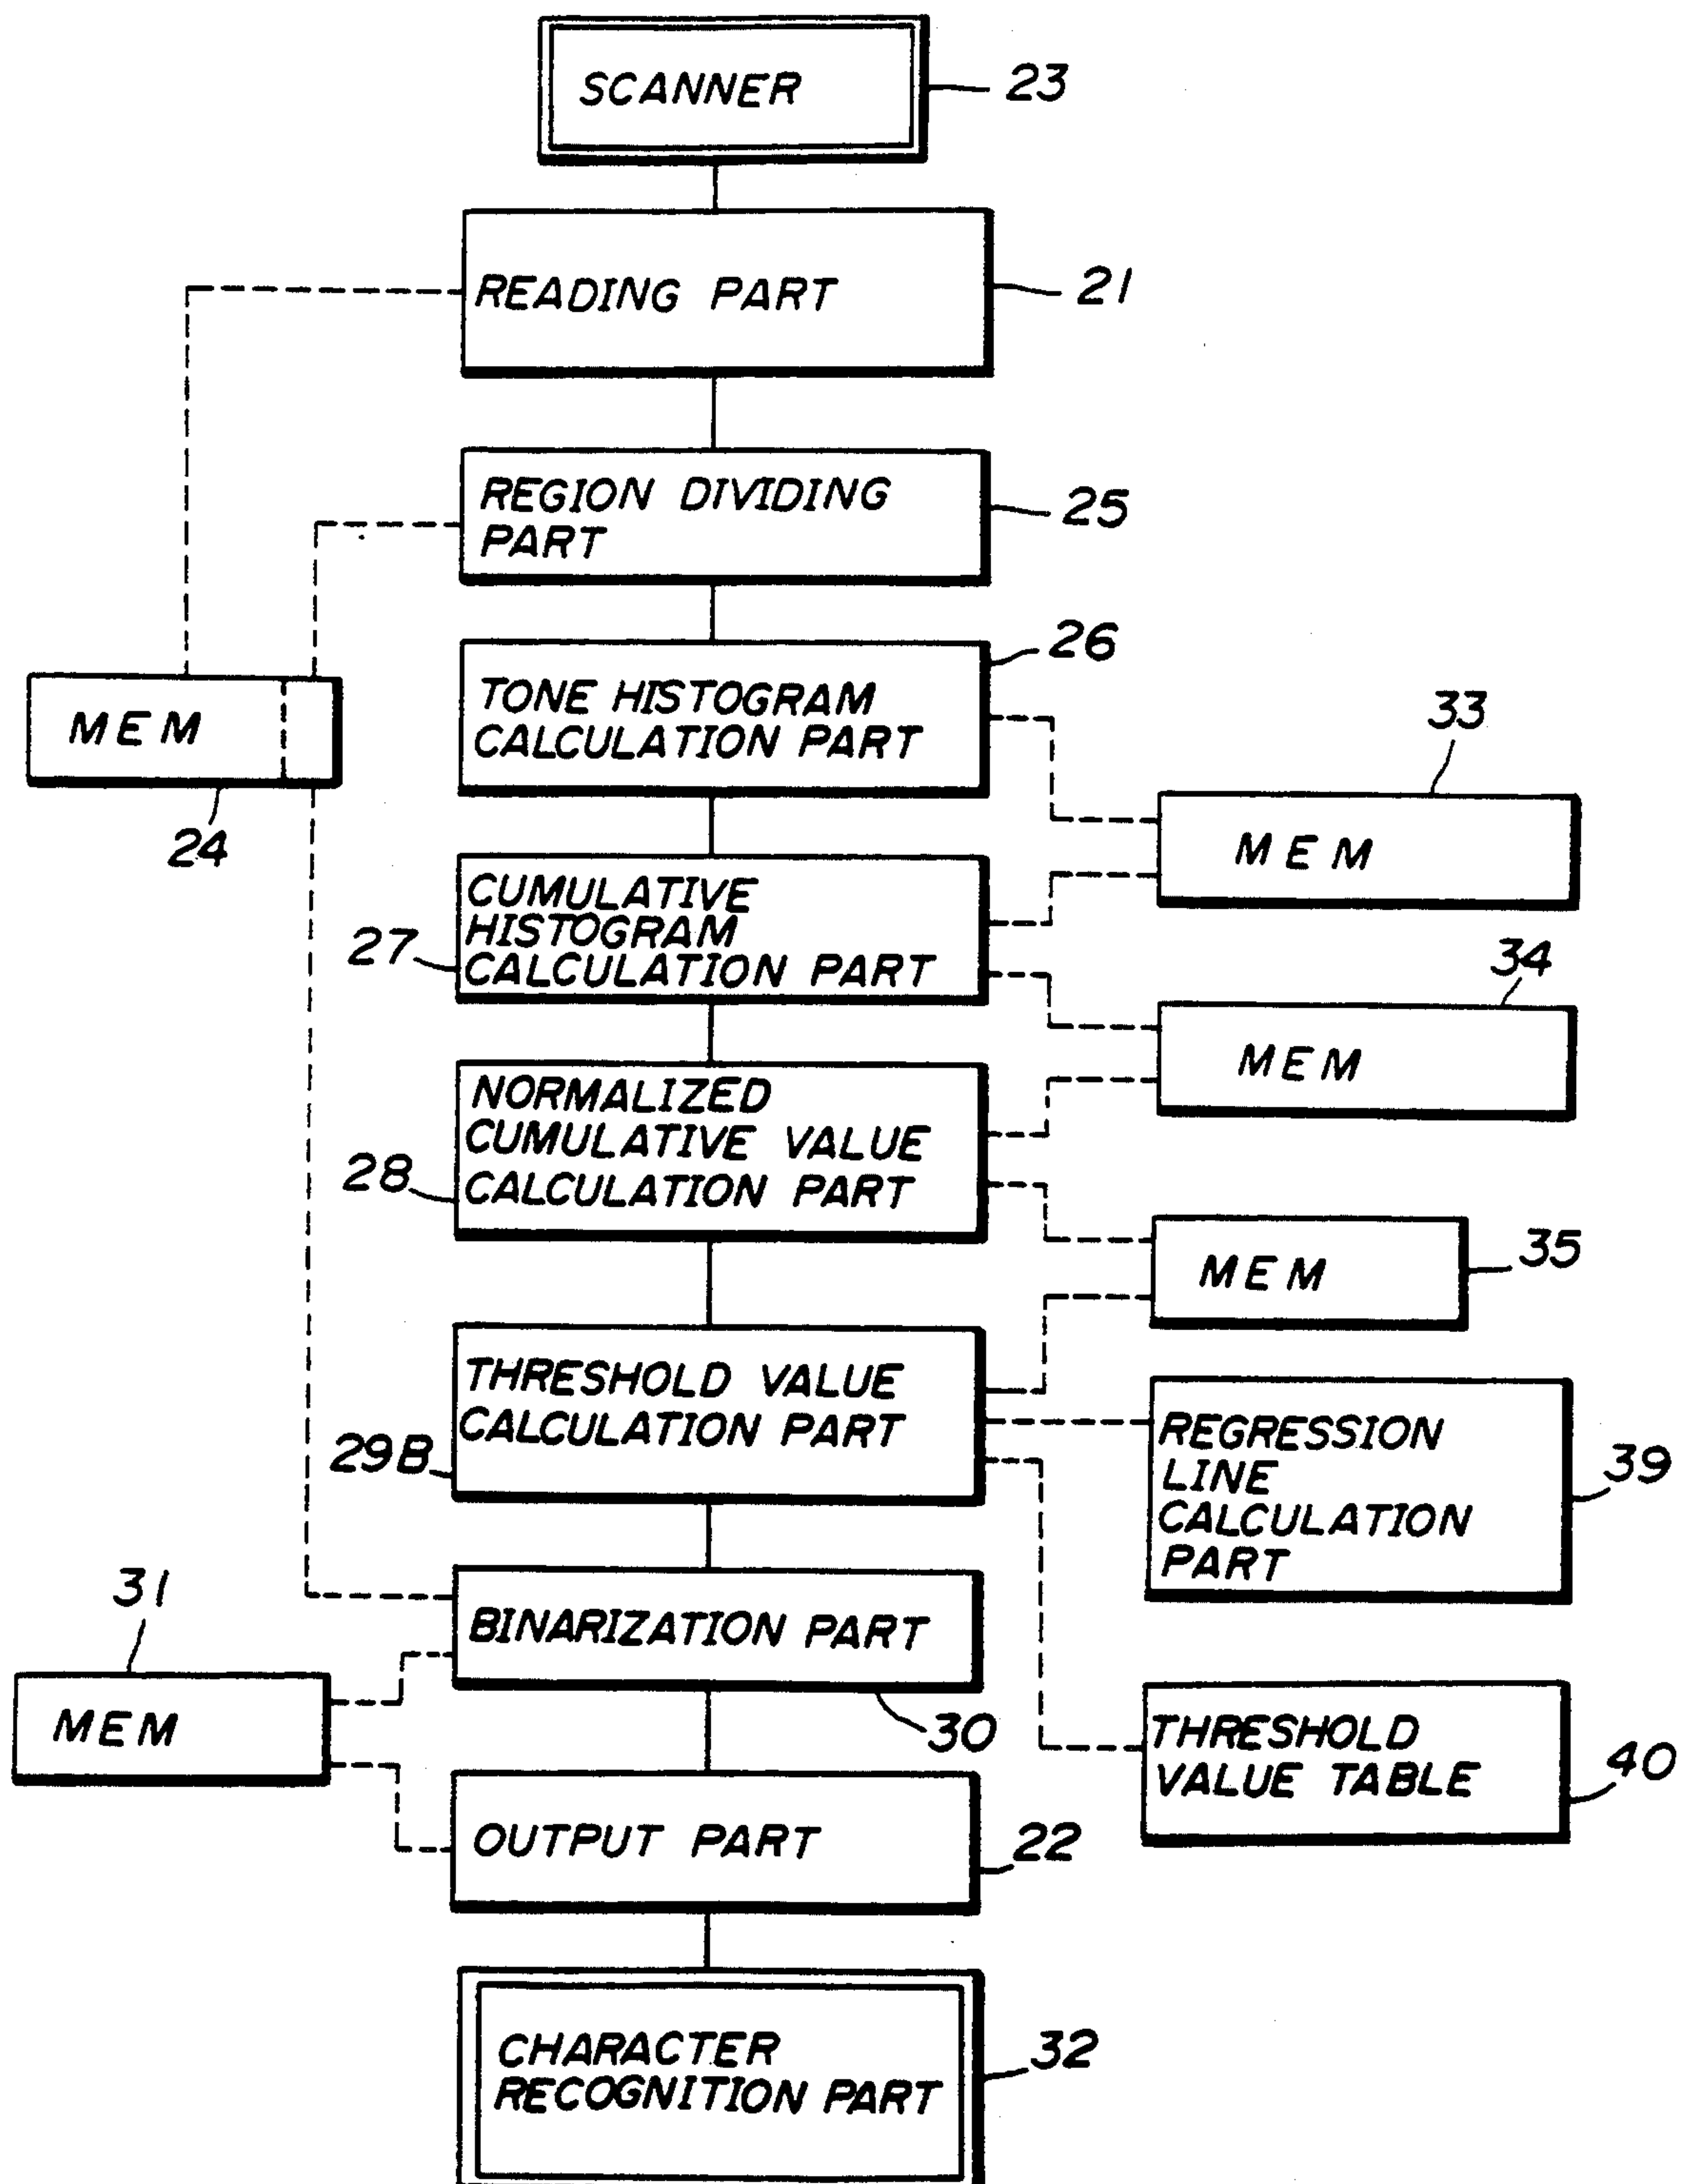 SCANNER
23
READING PART
21
REGION DIVIDING
PART
25
26
TONE HISTOGRAM
CALCULATION PART
MEM
24
33
MEM
CUMULATIVE
HISTOGRAM
CALCULATION PART
27
34
MEM
NORMALIZED
CUMULATIVE VALUE
CALCULATION PART
28
MEM
35
THRESHOLD VALUE
CALCULATION PART
29B
REGRESSION
LINE
CALCULATION
PART
39
31
MEM
BINARIZATION PART
30
THRESHOLD
VALUE TABLE
40
OUTPUT PART
22
CHARACTER
RECOGNITION PART
32